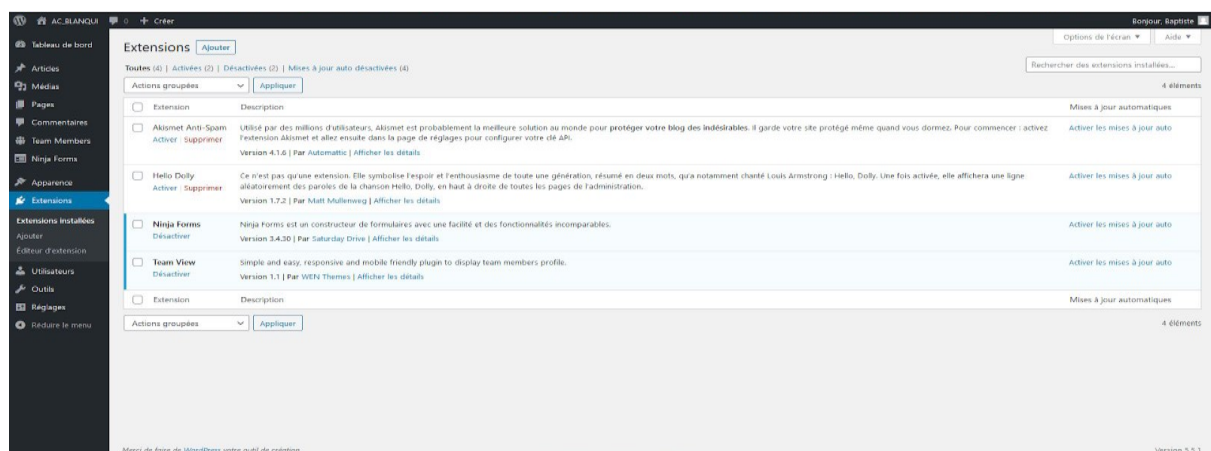 AC_BLANQUI 0 + Créer Bonjour, Baptiste
Tableau de bord
Articles
Médias
Pages
Commentaires
Team Members
Ninja Forms
Apparence
Extensions
Extensions installées
Ajouter
Éditeur d'extension
Utilisateurs
Outils
Réglages
Réduire le menu
Options de l'écran ▼ Aide ▼
Extensions Ajouter
Toutes (4) | Activées (2) | Désactivées (2) | Mises à jour auto désactivées (4)
Rechercher des extensions installées...
Actions groupées Appliquer 4 éléments
Extension Description Mises à jour automatiques
Akismet Anti-Spam
Activer | Supprimer
Utilisé par des millions d'utilisateurs, Akismet est probablement la meilleure solution au monde pour protéger votre blog des indésirables. Il garde votre site protégé même quand vous dormez. Pour commencer : activez
l'extension Akismet et allez ensuite dans la page de réglages pour configurer votre clé API.
Version 4.1.6 | Par Automattic | Afficher les détails
Activer les mises à jour auto
Hello Dolly
Activer | Supprimer
Ce n'est pas qu'une extension. Elle symbolise l'espoir et l'enthousiasme de toute une génération, résumé en deux mots, qu'a notamment chanté Louis Armstrong : Hello, Dolly. Une fois activée, elle affichera une ligne
aléatoirement des paroles de la chanson Hello, Dolly, en haut à droite de toutes les pages de l'administration.
Version 1.7.2 | Par Matt Mullenweg | Afficher les détails
Activer les mises à jour auto
Ninja Forms
Désactiver
Ninja Forms est un constructeur de formulaires avec une facilité et des fonctionnalités incomparables.
Version 3.4.30 | Par Saturday Drive | Afficher les détails
Activer les mises à jour auto
Team View
Désactiver
Simple and easy, responsive and mobile friendly plugin to display team members profile.
Version 1.1 | Par WEN Themes | Afficher les détails
Activer les mises à jour auto
Extension Description Mises à jour automatiques
Actions groupées Appliquer 4 éléments
Merci de faire de WordPress votre outil de création. Version 5.5.1